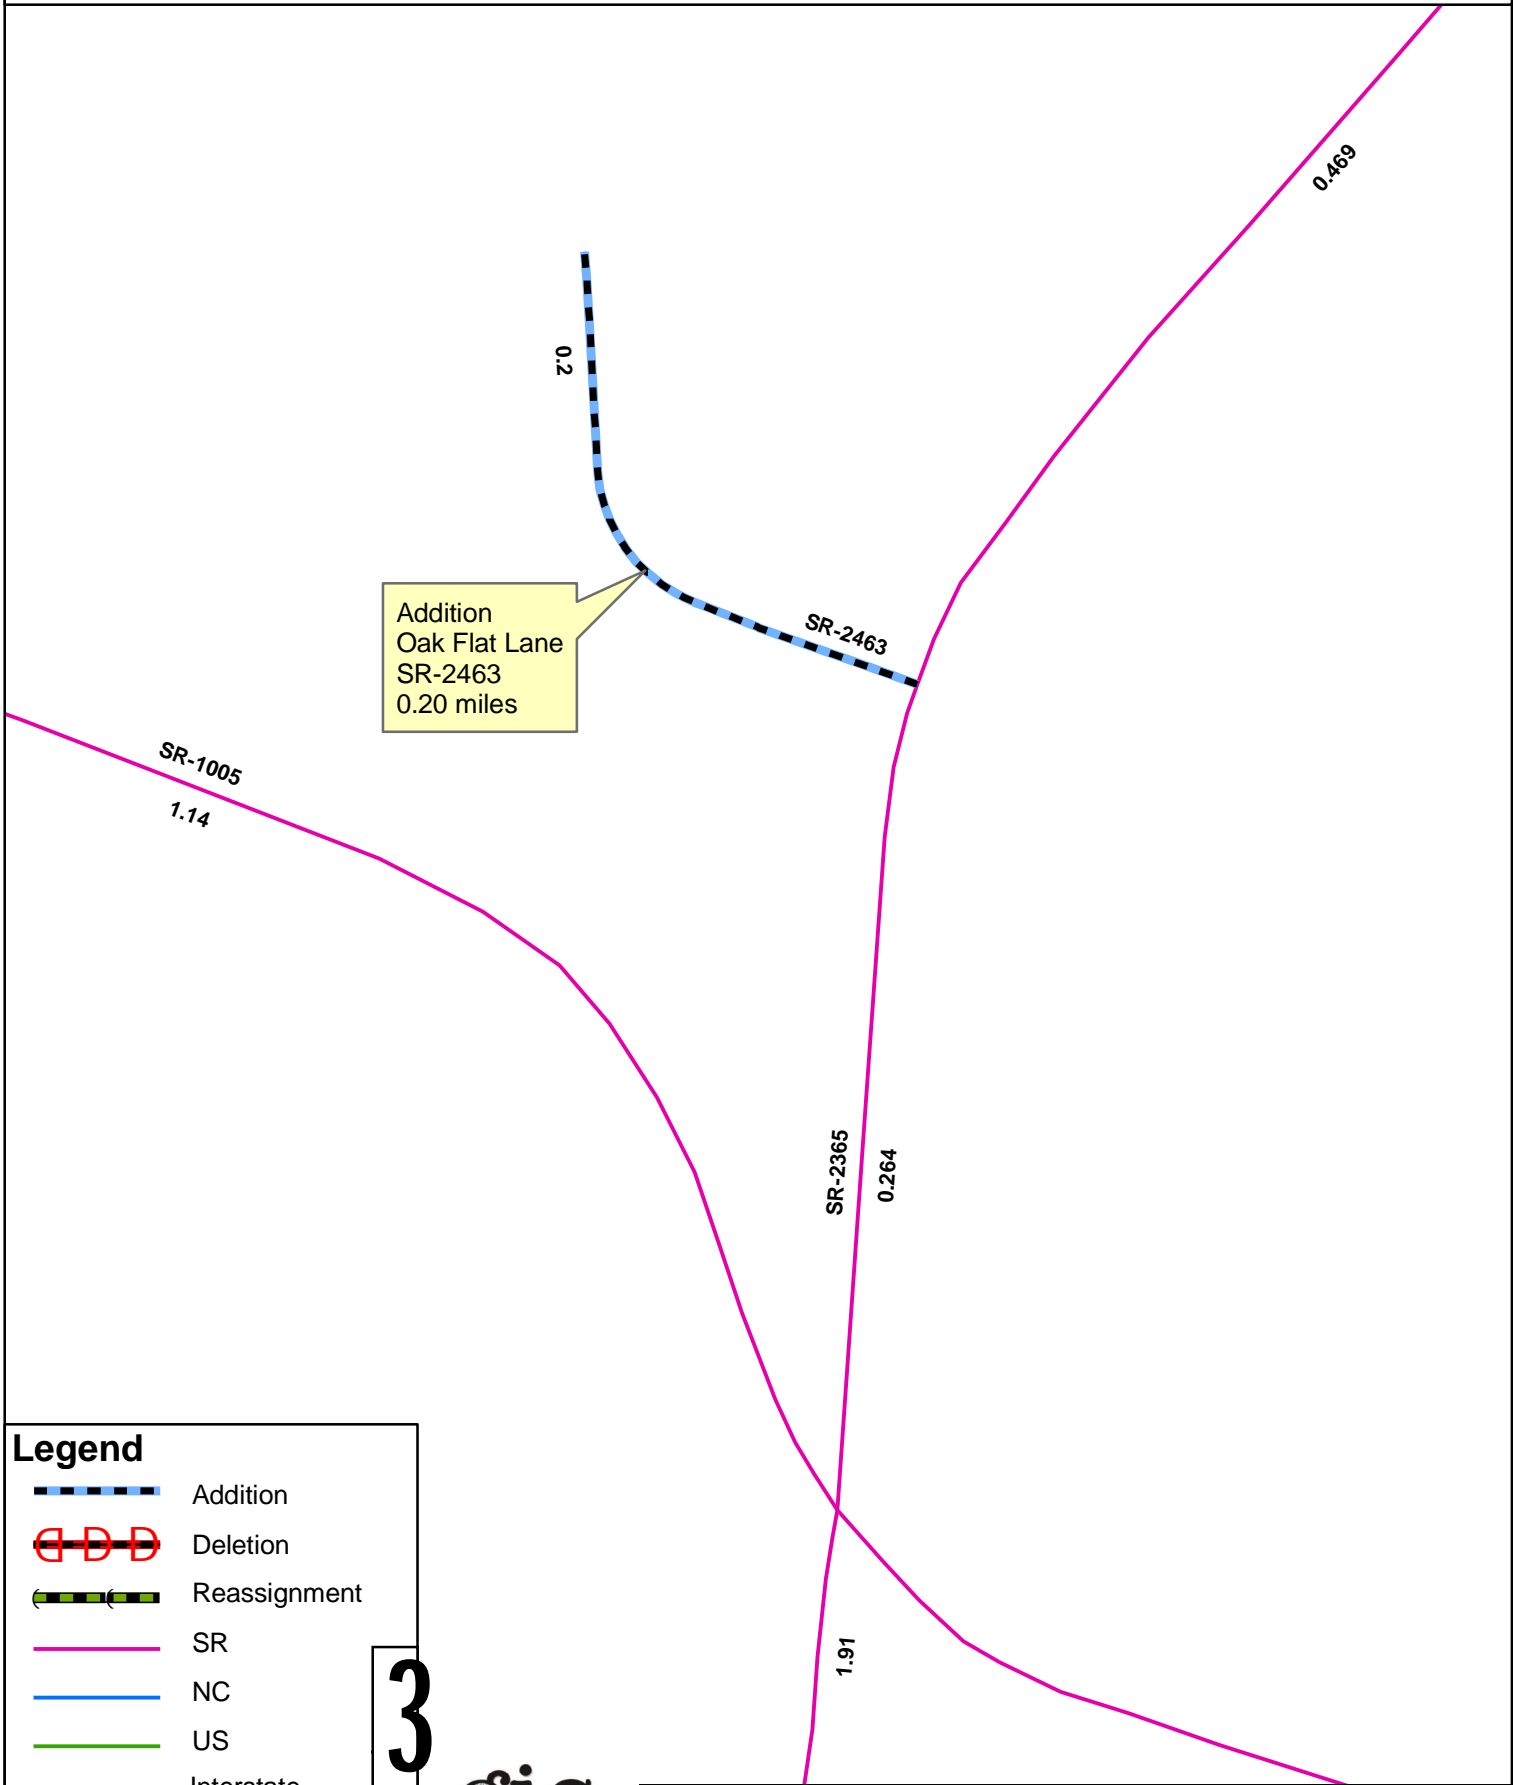 0.469
0.2
SR-2463
Addition
Oak Flat Lane
SR-2463
0.20 miles
SR-1005
1.14
SR-2365
0.264
1.91
Legend
Addition
Deletion
Reassignment
SR
NC
US
Interstate
3